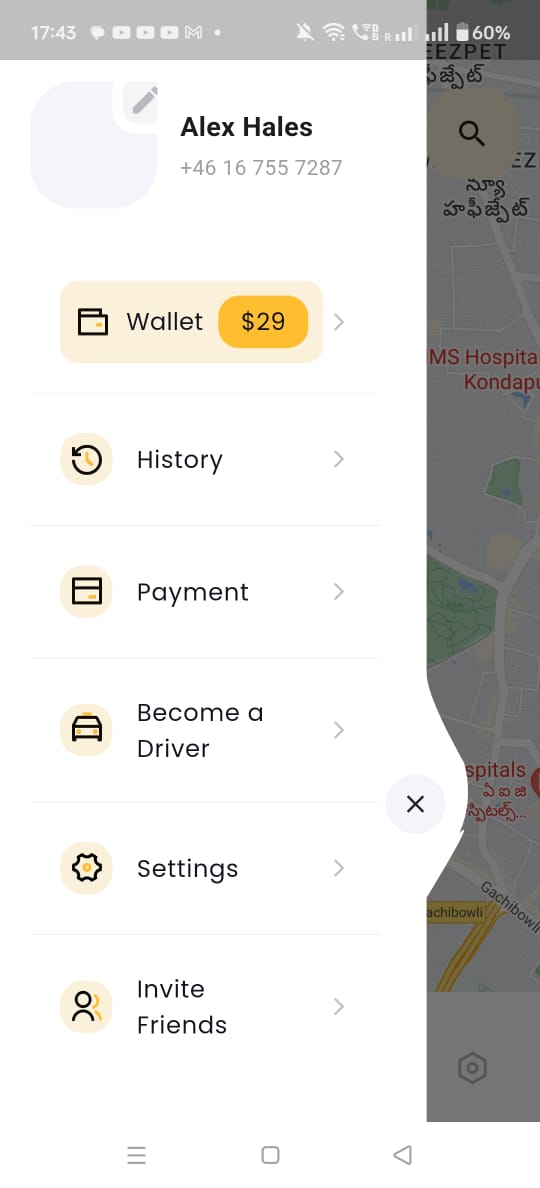 17:43
60%
EEZPET
ఫీజ్పేట్
Alex Hales
+46 16 755 7287
EZ
న్యూ
హఫీజ్పేట్
Wallet
$29
MS Hospita
Kondapu
History
Payment
Become a
Driver
spitals
ఏ ఐ జి
స్పిటల్స్...
Settings
Gachibowli
achibowli
Invite
Friends